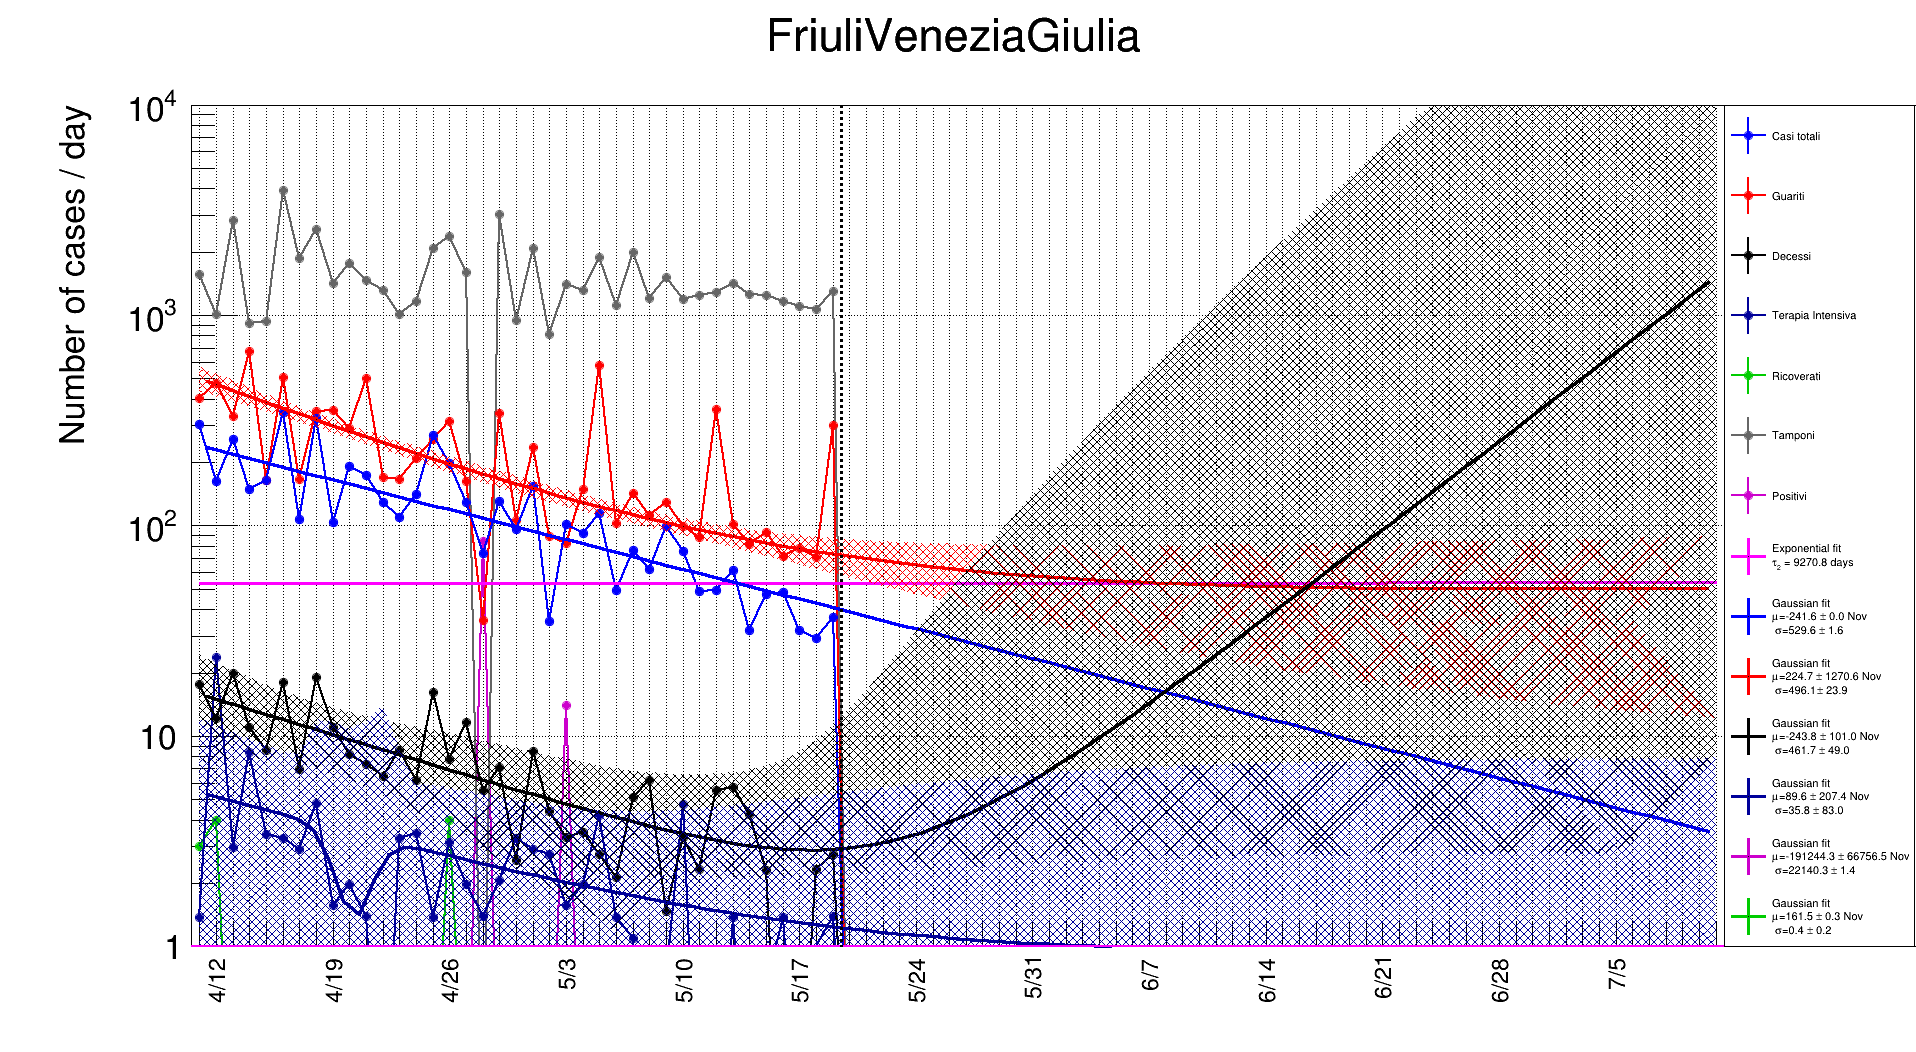 FriuliVeneziaGiulia
Number of cases / day
10^4
10^3
10^2
10
1
4/12
4/19
4/26
5/3
5/10
5/17
5/24
5/31
6/7
6/14
6/21
6/28
7/5
Casi totali
Guariti
Decessi
Terapia Intensiva
Ricoverati
Tamponi
Positivi
Exponential fit
τ₂ = 9270.8 days
Gaussian fit
μ=-241.6 ± 0.0 Nov
σ=529.6 ± 1.6
Gaussian fit
μ=224.7 ± 1270.6 Nov
σ=496.1 ± 23.9
Gaussian fit
μ=-243.8 ± 101.0 Nov
σ=461.7 ± 49.0
Gaussian fit
μ=89.6 ± 207.4 Nov
σ=35.8 ± 83.0
Gaussian fit
μ=-191244.3 ± 66756.5 Nov
σ=22140.3 ± 1.4
Gaussian fit
μ=161.5 ± 0.3 Nov
σ=0.4 ± 0.2